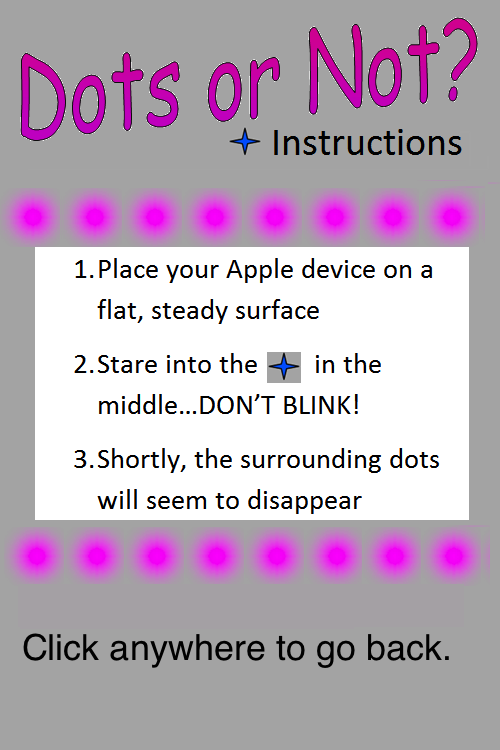 Dots or Not?
Instructions
1. Place your Apple device on a
flat, steady surface
2. Stare into the in the
middle...DON'T BLINK!
3. Shortly, the surrounding dots
will seem to disappear
Click anywhere to go back.